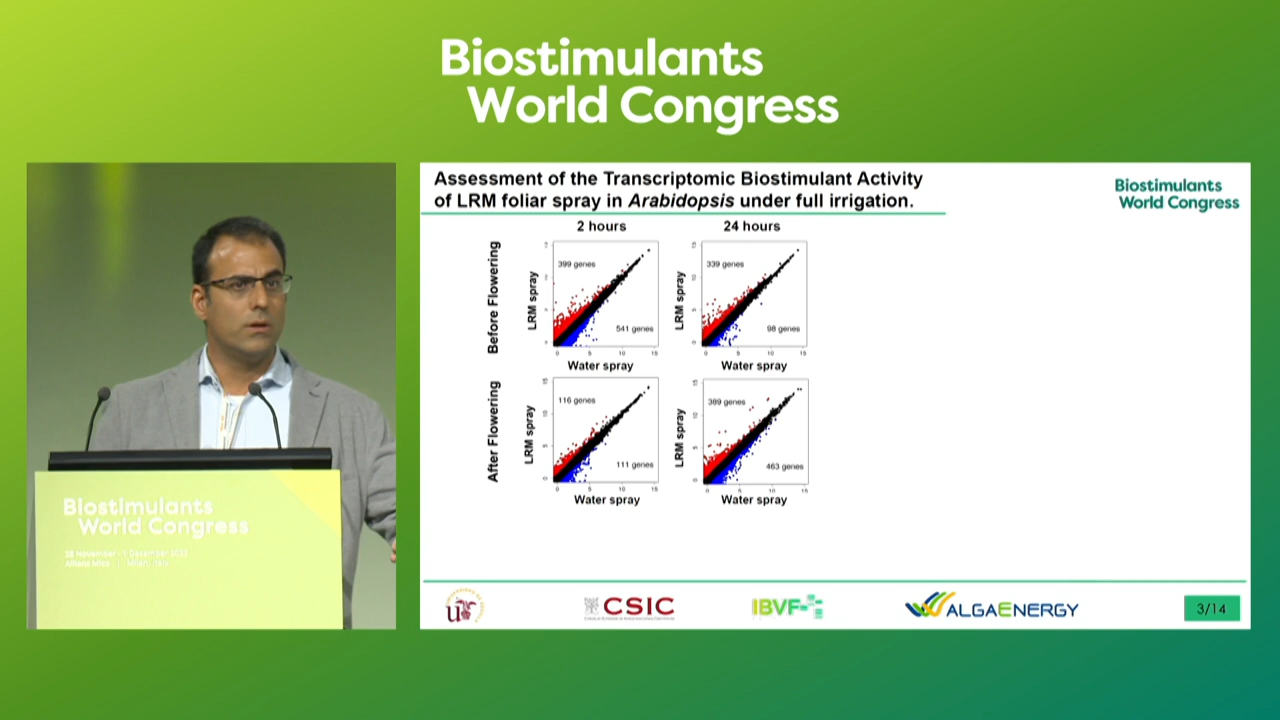 Biostimulants
World Congress
Assessment of the Transcriptomic Biostimulant Activity
of LRM foliar spray in Arabidopsis under full irrigation.
Biostimulants
World Congress
2 hours
24 hours
Before Flowering
LRM spray
399 genes
541 genes
Water spray
LRM spray
339 genes
98 genes
Water spray
After Flowering
LRM spray
116 genes
111 genes
Water spray
LRM spray
389 genes
463 genes
Water spray
CSIC
IBVF
ALGAENERGY
3/14
Biostimulants
World Congress